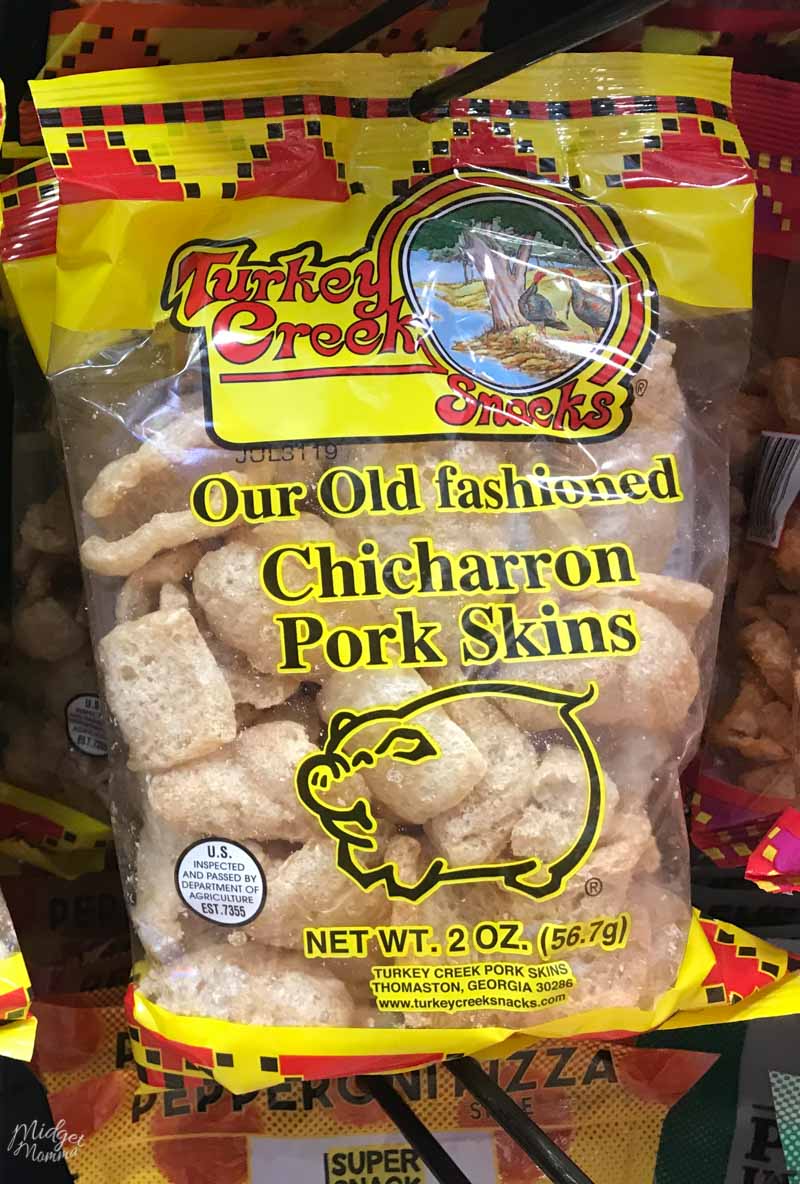 Turkey
Creek
Snacks®
JUL3119
Our Old fashioned
Chicharron
Pork Skins
®
U.S.
INSPECTED
AND PASSED BY
DEPARTMENT OF
AGRICULTURE
EST.7355
NET WT. 2 OZ. (56.7g)
TURKEY CREEK PORK SKINS
THOMASTON, GEORGIA 30286
www.turkeycreeksnacks.com
PEPPERONI PIZZA
SUPER
SNACK
Midget
Momma